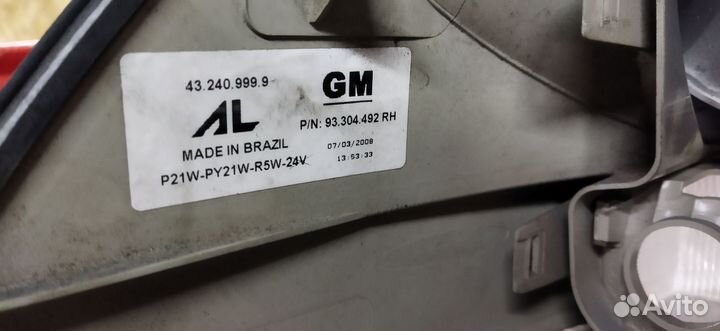 43.240.999.9
GM
AL
P/N: 93.304.492 RH
MADE IN BRAZIL
07/03/2008
13:53:33
P21W-PY21W-R5W-24V
Avito